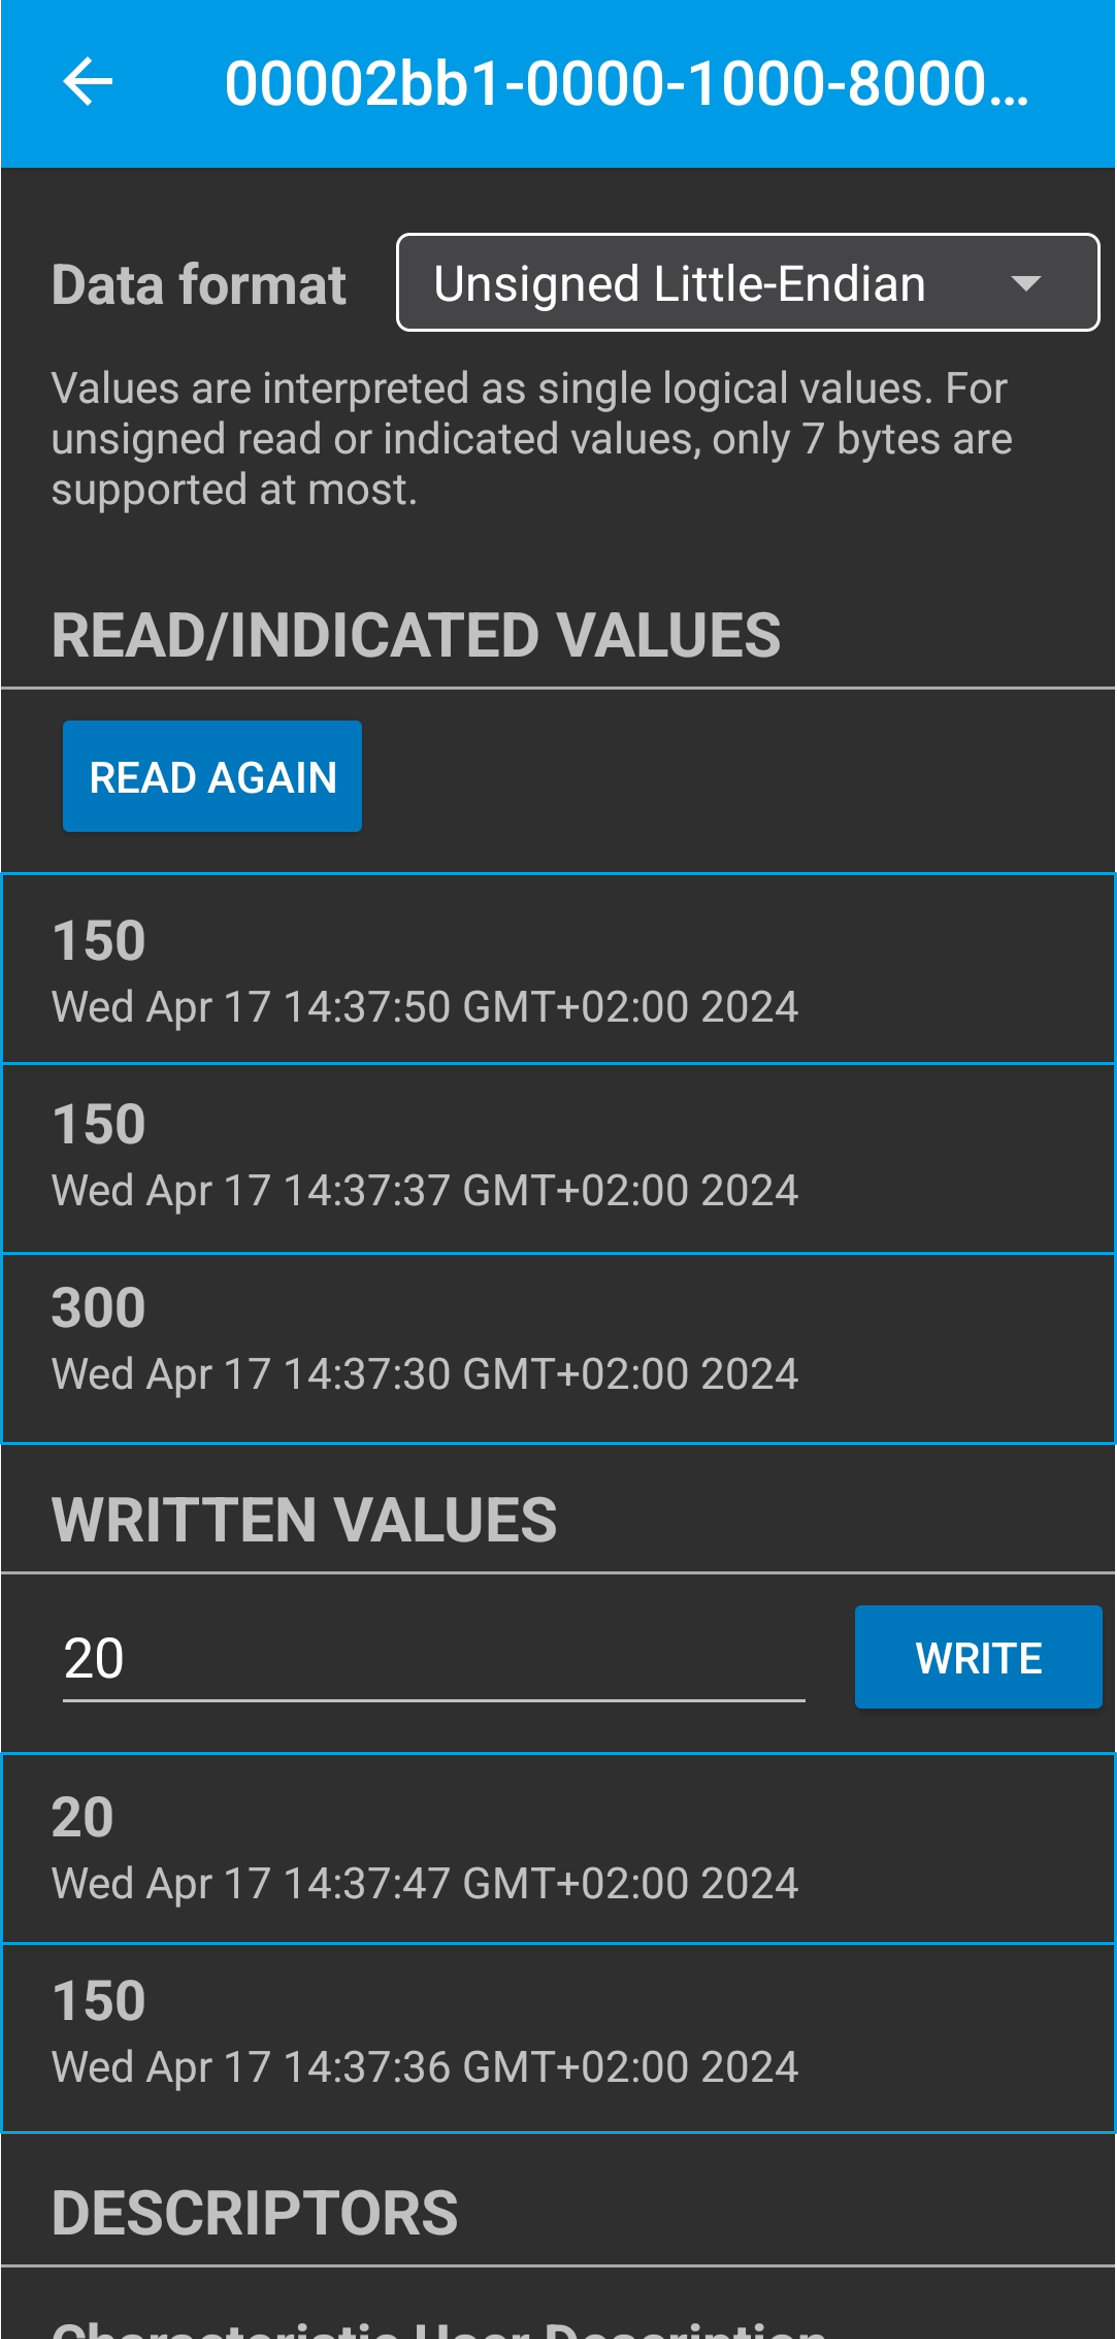 00002bb1-0000-1000-8000...
Data format
Unsigned Little-Endian
Values are interpreted as single logical values. For
unsigned read or indicated values, only 7 bytes are
supported at most.
READ/INDICATED VALUES
READ AGAIN
150
Wed Apr 17 14:37:50 GMT+02:00 2024
150
Wed Apr 17 14:37:37 GMT+02:00 2024
300
Wed Apr 17 14:37:30 GMT+02:00 2024
WRITTEN VALUES
20
WRITE
20
Wed Apr 17 14:37:47 GMT+02:00 2024
150
Wed Apr 17 14:37:36 GMT+02:00 2024
DESCRIPTORS
Characteristic User Description